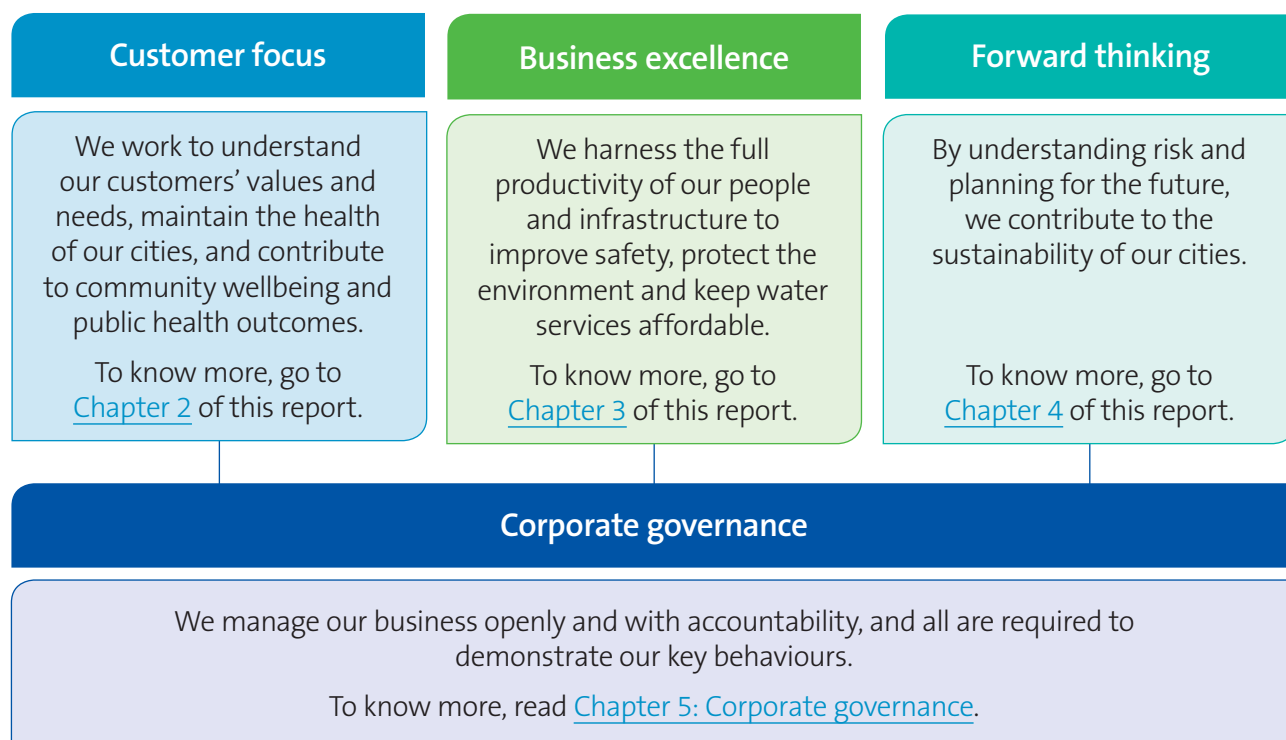 Customer focus
We work to understand
our customers’ values and
needs, maintain the health
of our cities, and contribute
to community wellbeing and
public health outcomes.
To know more, go to
Chapter 2 of this report.
Business excellence
We harness the full
productivity of our people
and infrastructure to
improve safety, protect the
environment and keep water
services affordable.
To know more, go to
Chapter 3 of this report.
Forward thinking
By understanding risk and
planning for the future,
we contribute to the
sustainability of our cities.
To know more, go to
Chapter 4 of this report.
Corporate governance
We manage our business openly and with accountability, and all are required to
demonstrate our key behaviours.
To know more, read Chapter 5: Corporate governance.